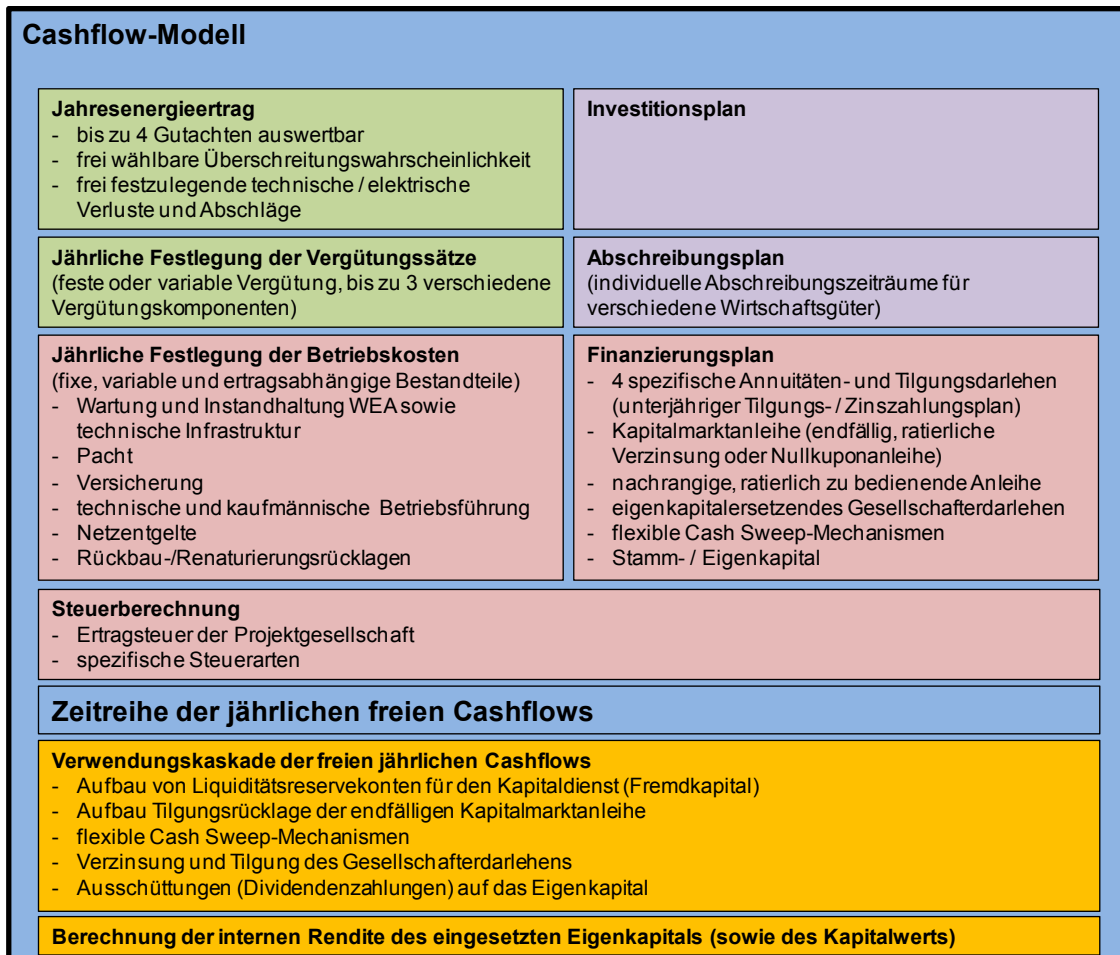 Cashflow-Modell
Jahresenergieertrag
- bis zu 4 Gutachten auswertbar
- frei wählbare Überschreitungswahrscheinlichkeit
- frei festzulegende technische / elektrische
Verluste und Abschläge
Investitionsplan
Jährliche Festlegung der Vergütungssätze
(feste oder variable Vergütung, bis zu 3 verschiedene
Vergütungskomponenten)
Abschreibungsplan
(individuelle Abschreibungszeiträume für
verschiedene Wirtschaftsgüter)
Jährliche Festlegung der Betriebskosten
(fixe, variable und ertragsabhängige Bestandteile)
- Wartung und Instandhaltung WEA sowie
technische Infrastruktur
- Pacht
- Versicherung
- technische und kaufmännische Betriebsführung
- Netzentgelte
- Rückbau-/Renaturierungsrücklagen
Finanzierungsplan
- 4 spezifische Annuitäten- und Tilgungsdarlehen
(unterjähriger Tilgungs- / Zinszahlungsplan)
- Kapitalmarktanleihe (endfällig, ratierliche
Verzinsung oder Nullkuponanleihe)
- nachrangige, ratierlich zu bedienende Anleihe
- eigenkapitalersetzendes Gesellschafterdarlehen
- flexible Cash Sweep-Mechanismen
- Stamm- / Eigenkapital
Steuerberechnung
- Ertragsteuer der Projektgesellschaft
- spezifische Steuerarten
Zeitreihe der jährlichen freien Cashflows
Verwendungskaskade der freien jährlichen Cashflows
- Aufbau von Liquiditätsreservekonten für den Kapitaldienst (Fremdkapital)
- Aufbau Tilgungsrücklage der endfälligen Kapitalmarktanleihe
- flexible Cash Sweep-Mechanismen
- Verzinsung und Tilgung des Gesellschafterdarlehens
- Ausschüttungen (Dividendenzahlungen) auf das Eigenkapital
Berechnung der internen Rendite des eingesetzten Eigenkapitals (sowie des Kapitalwerts)